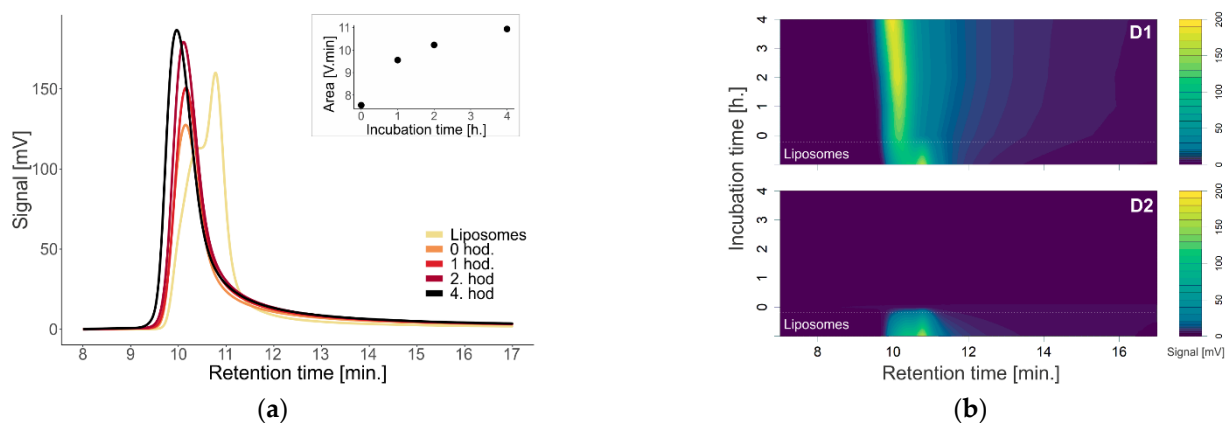 11
10
9
8
Area [V.min]
0 1 2 3 4
Incubation time [h.]
150
100
50
0
Signal [mV]
Liposomes
0 hod.
1 hod.
2. hod
4. hod
8 9 10 11 12 13 14 15 16 17
Retention time [min.]
(a)
D1
4
3
2
1
0
Liposomes
200
150
100
50
0
Incubation time [h.]
D2
4
3
2
1
0
Liposomes
200
150
100
50
0
8 10 12 14 16
Signal [mV]
Retention time [min.]
(b)